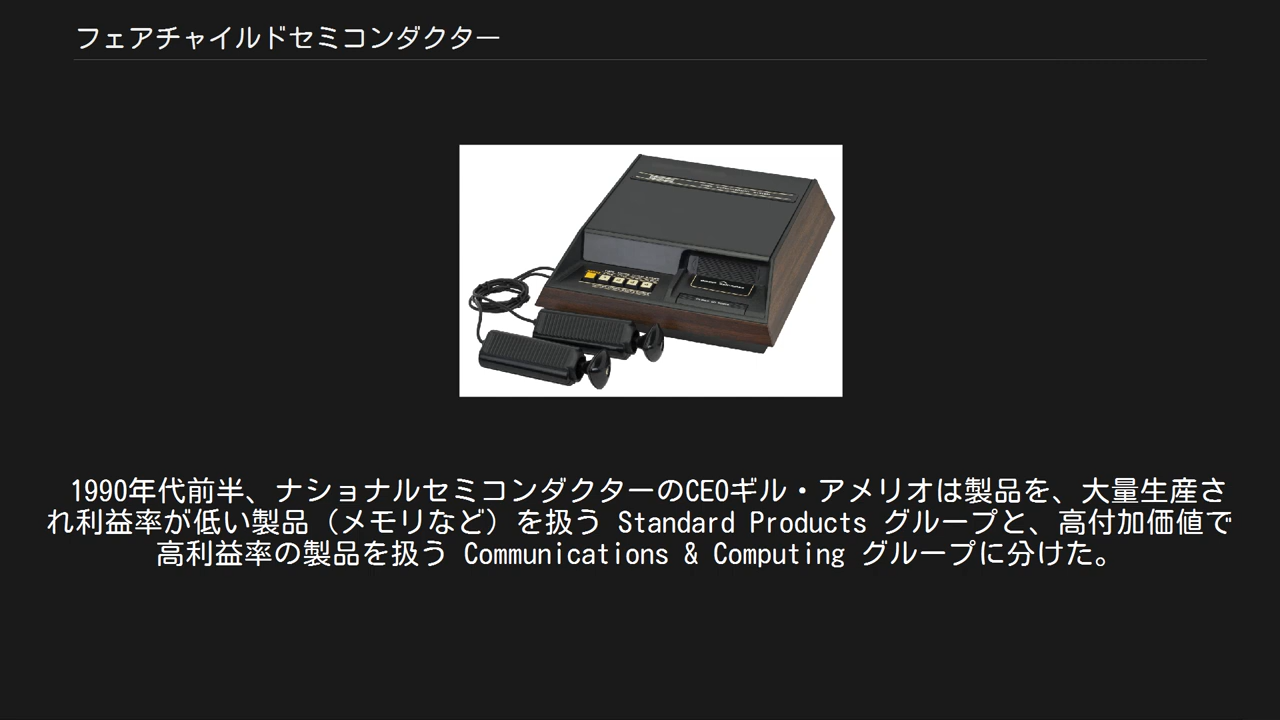 フェアチャイルドセミコンダクター
1990年代前半、ナショナルセミコンダクターのCEOギル・アメリオは製品を、大量生産さ
れ利益率が低い製品（メモリなど）を扱う Standard Products グループと、高付加価値で
高利益率の製品を扱う Communications & Computing グループに分けた。